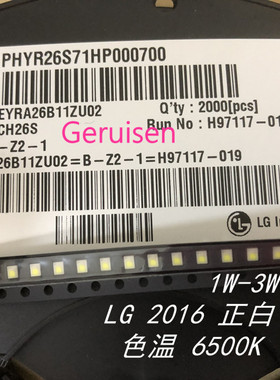 PHYR26S71HP000700
EYRA26B11ZU02
Q'ty : 2000[pcs]
CH26S
Run No : H97117-01
-Z2-1
Geruisen
26B11ZU02=B-Z2-1=H97117-019
LG
1W-3W
LG 2016 正白
色温 6500K